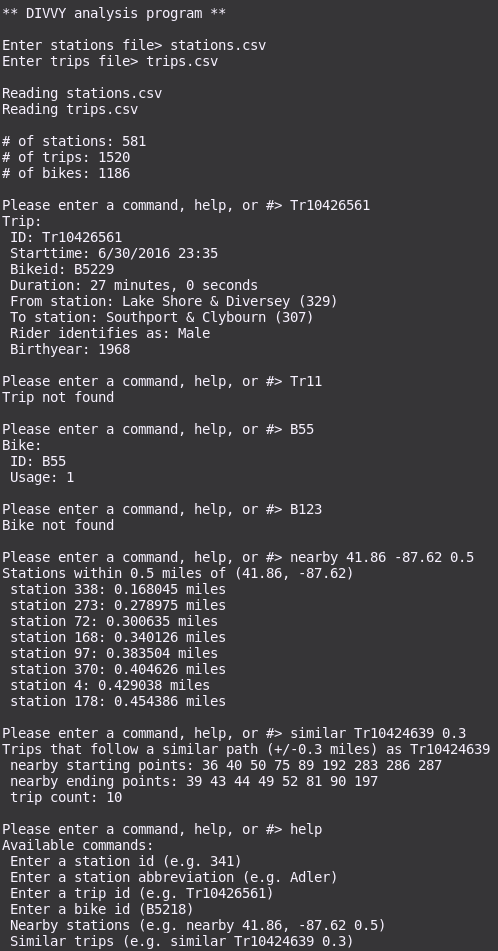 ** DIVVY analysis program **
Enter stations file> stations.csv
Enter trips file> trips.csv
Reading stations.csv
Reading trips.csv
# of stations: 581
# of trips: 1520
# of bikes: 1186
Please enter a command, help, or #> Tr10426561
Trip:
ID: Tr10426561
Starttime: 6/30/2016 23:35
Bikeid: B5229
Duration: 27 minutes, 0 seconds
From station: Lake Shore & Diversey (329)
To station: Southport & Clybourn (307)
Rider identifies as: Male
Birthyear: 1968
Please enter a command, help, or #> Tr11
Trip not found
Please enter a command, help, or #> B55
Bike:
ID: B55
Usage: 1
Please enter a command, help, or #> B123
Bike not found
Please enter a command, help, or #> nearby 41.86 -87.62 0.5
Stations within 0.5 miles of (41.86, -87.62)
station 338: 0.168045 miles
station 273: 0.278975 miles
station 72: 0.300635 miles
station 168: 0.340126 miles
station 97: 0.383504 miles
station 370: 0.404626 miles
station 4: 0.429038 miles
station 178: 0.454386 miles
Please enter a command, help, or #> similar Tr10424639 0.3
Trips that follow a similar path (+/-0.3 miles) as Tr10424639
nearby starting points: 36 40 50 75 89 192 283 286 287
nearby ending points: 39 43 44 49 52 81 90 197
trip count: 10
Please enter a command, help, or #> help
Available commands:
Enter a station id (e.g. 341)
Enter a station abbreviation (e.g. Adler)
Enter a trip id (e.g. Tr10426561)
Enter a bike id (B5218)
Nearby stations (e.g. nearby 41.86, -87.62 0.5)
Similar trips (e.g. similar Tr10424639 0.3)